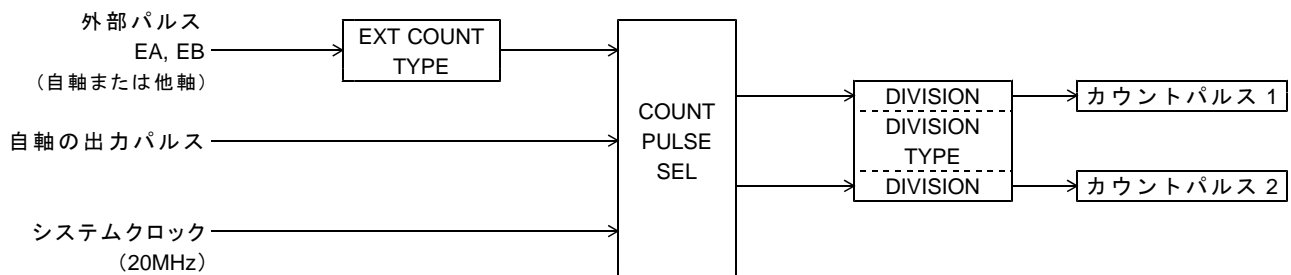 外部パルス
EA, EB
（自軸または他軸）
EXT COUNT
TYPE
自軸の出力パルス
システムクロック
（20MHz）
COUNT
PULSE
SEL
DIVISION
DIVISION
TYPE
DIVISION
カウントパルス 1
カウントパルス 2